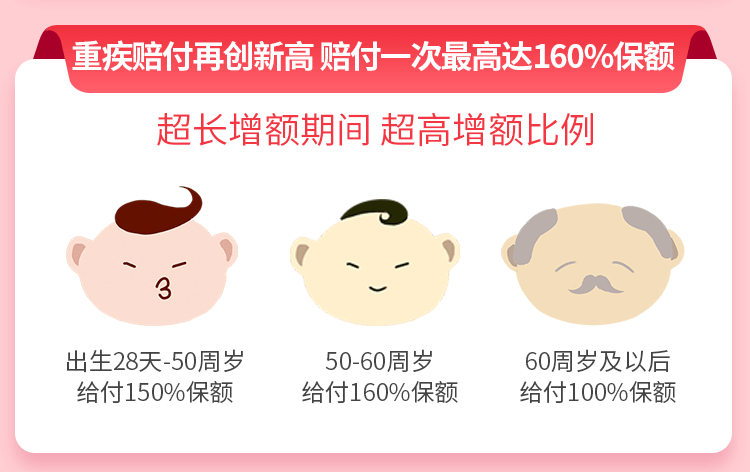 重疾赔付再创新高 赔付一次最高达160%保额
超长增额期间 超高增额比例
出生28天-50周岁
给付150%保额
50-60周岁
给付160%保额
60周岁及以后
给付100%保额